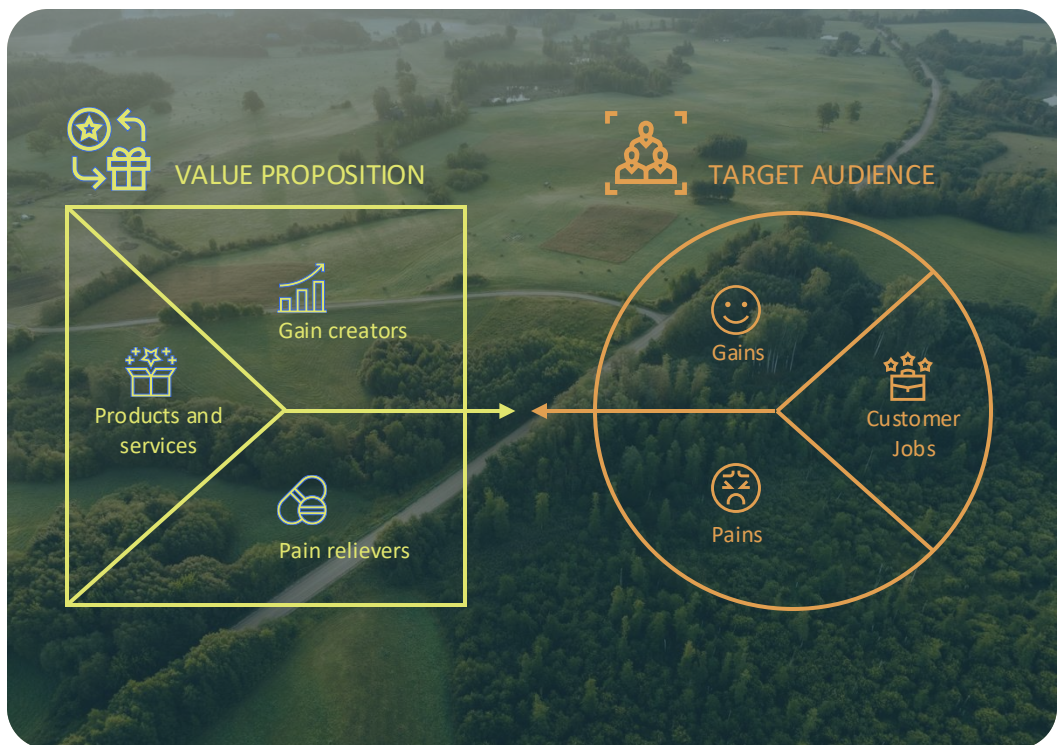 VALUE PROPOSITION
TARGET AUDIENCE
Gain creators
Products and
services
Pain relievers
Gains
Customer
Jobs
Pains